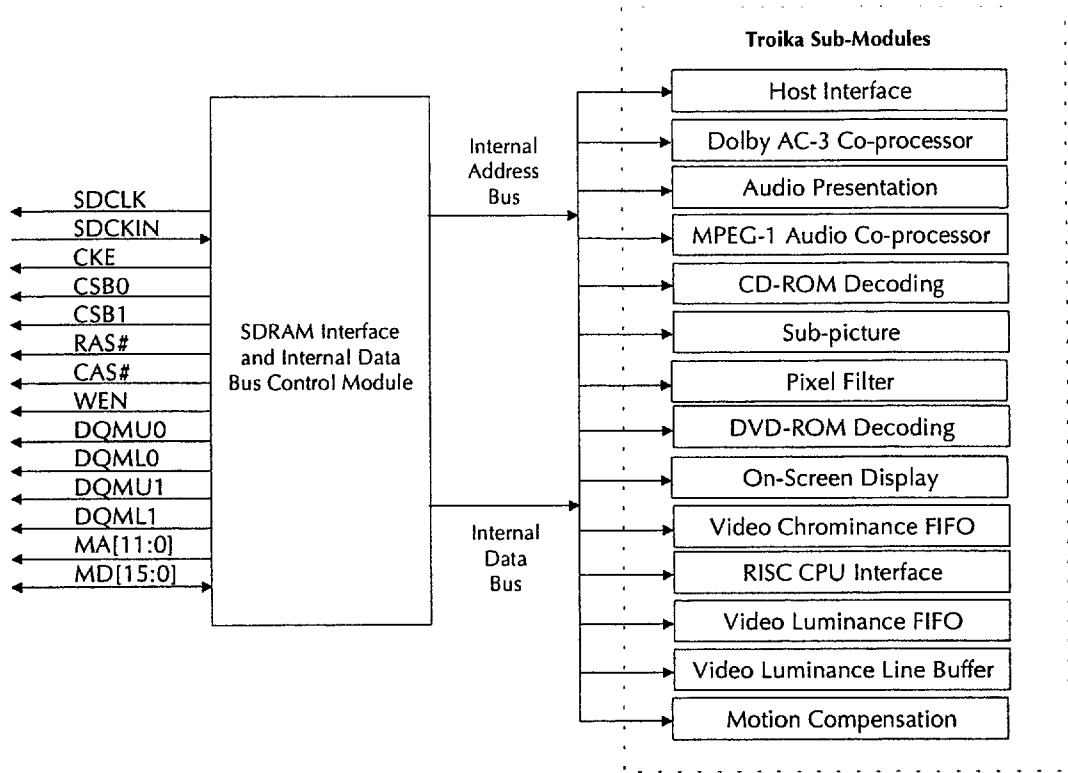 Troika Sub-Modules
Host Interface
Dolby AC-3 Co-processor
Audio Presentation
MPEG-1 Audio Co-processor
CD-ROM Decoding
Sub-picture
Pixel Filter
DVD-ROM Decoding
On-Screen Display
Video Chrominance FIFO
RISC CPU Interface
Video Luminance FIFO
Video Luminance Line Buffer
Motion Compensation
Internal
Address
Bus
Internal
Data
Bus
SDRAM Interface
and Internal Data
Bus Control Module
SDCLK
SDCKIN
CKE
CSB0
CSB1
RAS#
CAS#
WEN
DQMU0
DQML0
DQMU1
DQML1
MA[11:0]
MD[15:0]